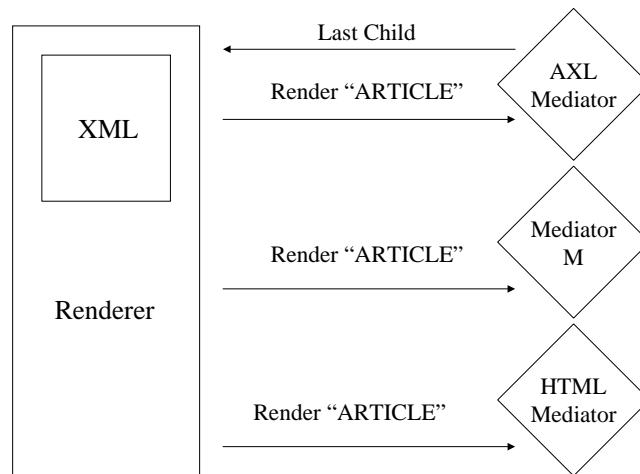 Last Child
AXL
Mediator
Render “ARTICLE”
XML
Mediator
M
Render “ARTICLE”
Renderer
HTML
Mediator
Render “ARTICLE”